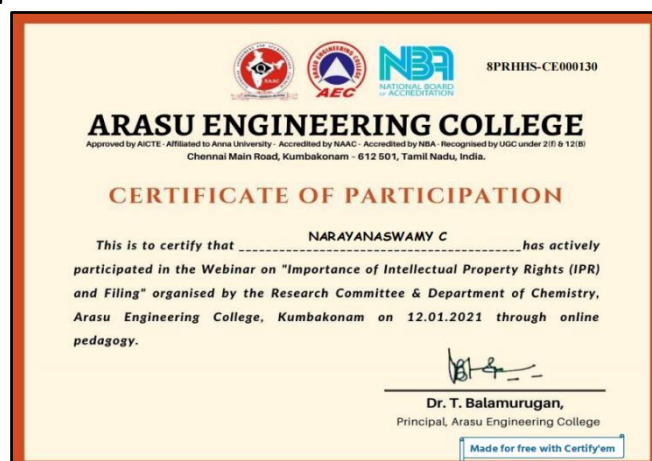 NAAC
AEC
NBA
NATIONAL BOARD
OF ACCREDITATION
8PRHHS-CE000130
ARASU ENGINEERING COLLEGE
Approved by AICTE - Affiliated to Anna University - Accredited by NAAC - Accredited by NBA - Recognised by UGC under 2(f) & 12(B)
Chennai Main Road, Kumbakonam - 612 501, Tamil Nadu, India.
CERTIFICATE OF PARTICIPATION
This is to certify that NARAYANASWAMY C has actively
participated in the Webinar on "Importance of Intellectual Property Rights (IPR)
and Filing" organised by the Research Committee & Department of Chemistry,
Arasu Engineering College, Kumbakonam on 12.01.2021 through online
pedagogy.
Dr. T. Balamurugan,
Principal, Arasu Engineering College
Made for free with Certify'em